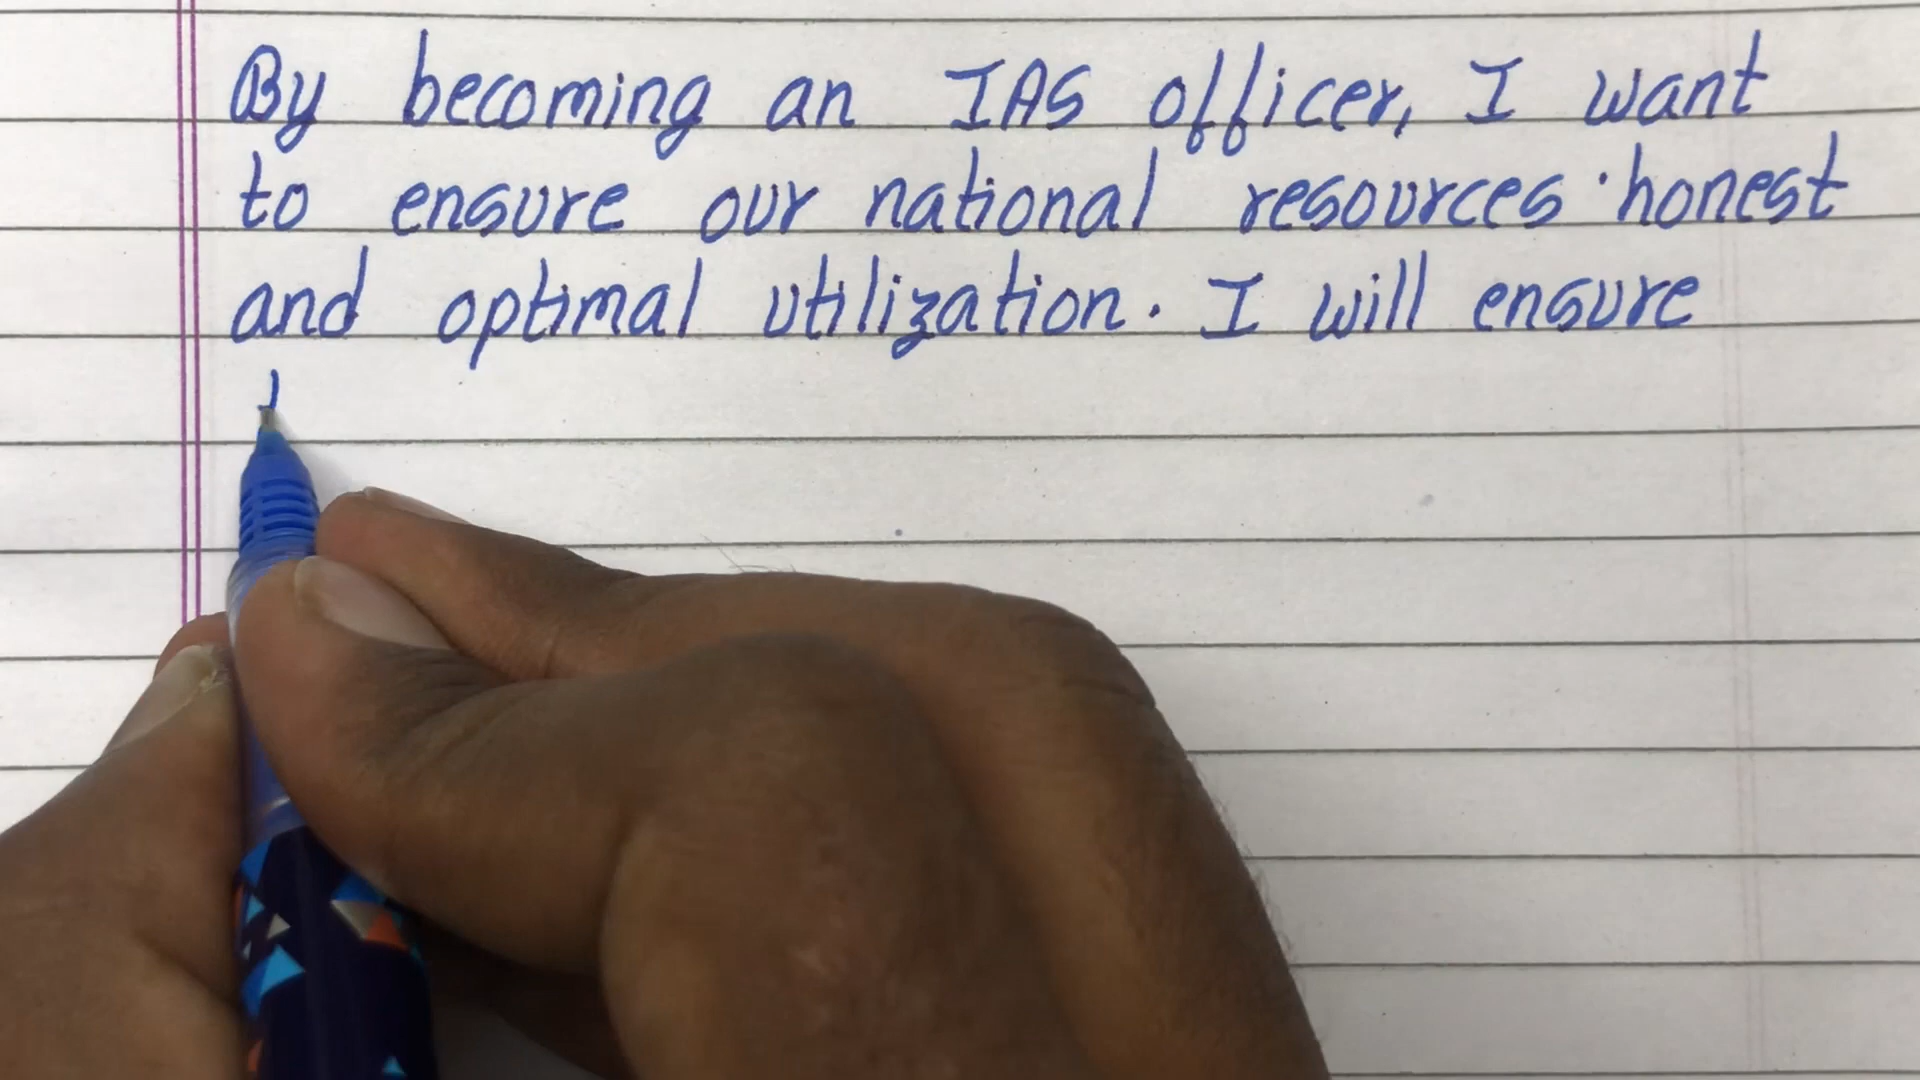 By becoming an IAS officer, I want
to ensure our national resources' honest
and optimal utilization. I will ensure